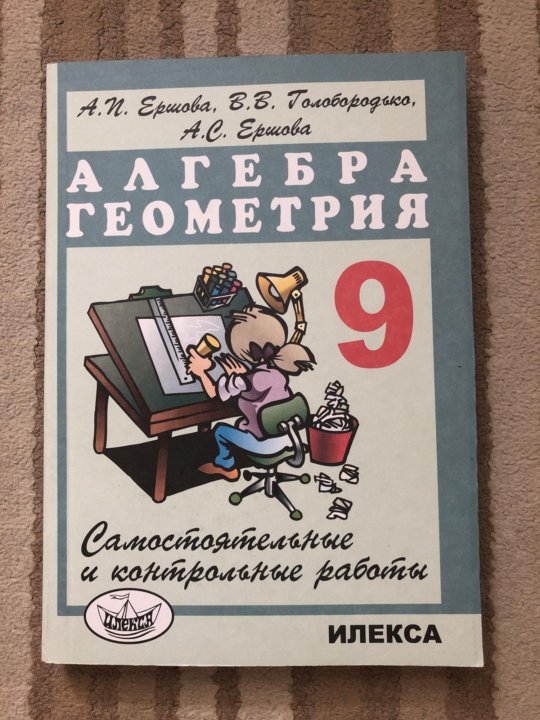 А.П. Ершова, В.В. Голобородько,
А.С. Ершова
АЛГЕБРА
ГЕОМЕТРИЯ
9
Самостоятельные
и контрольные работы
ИЛЕКСА
ИЛЕКСА